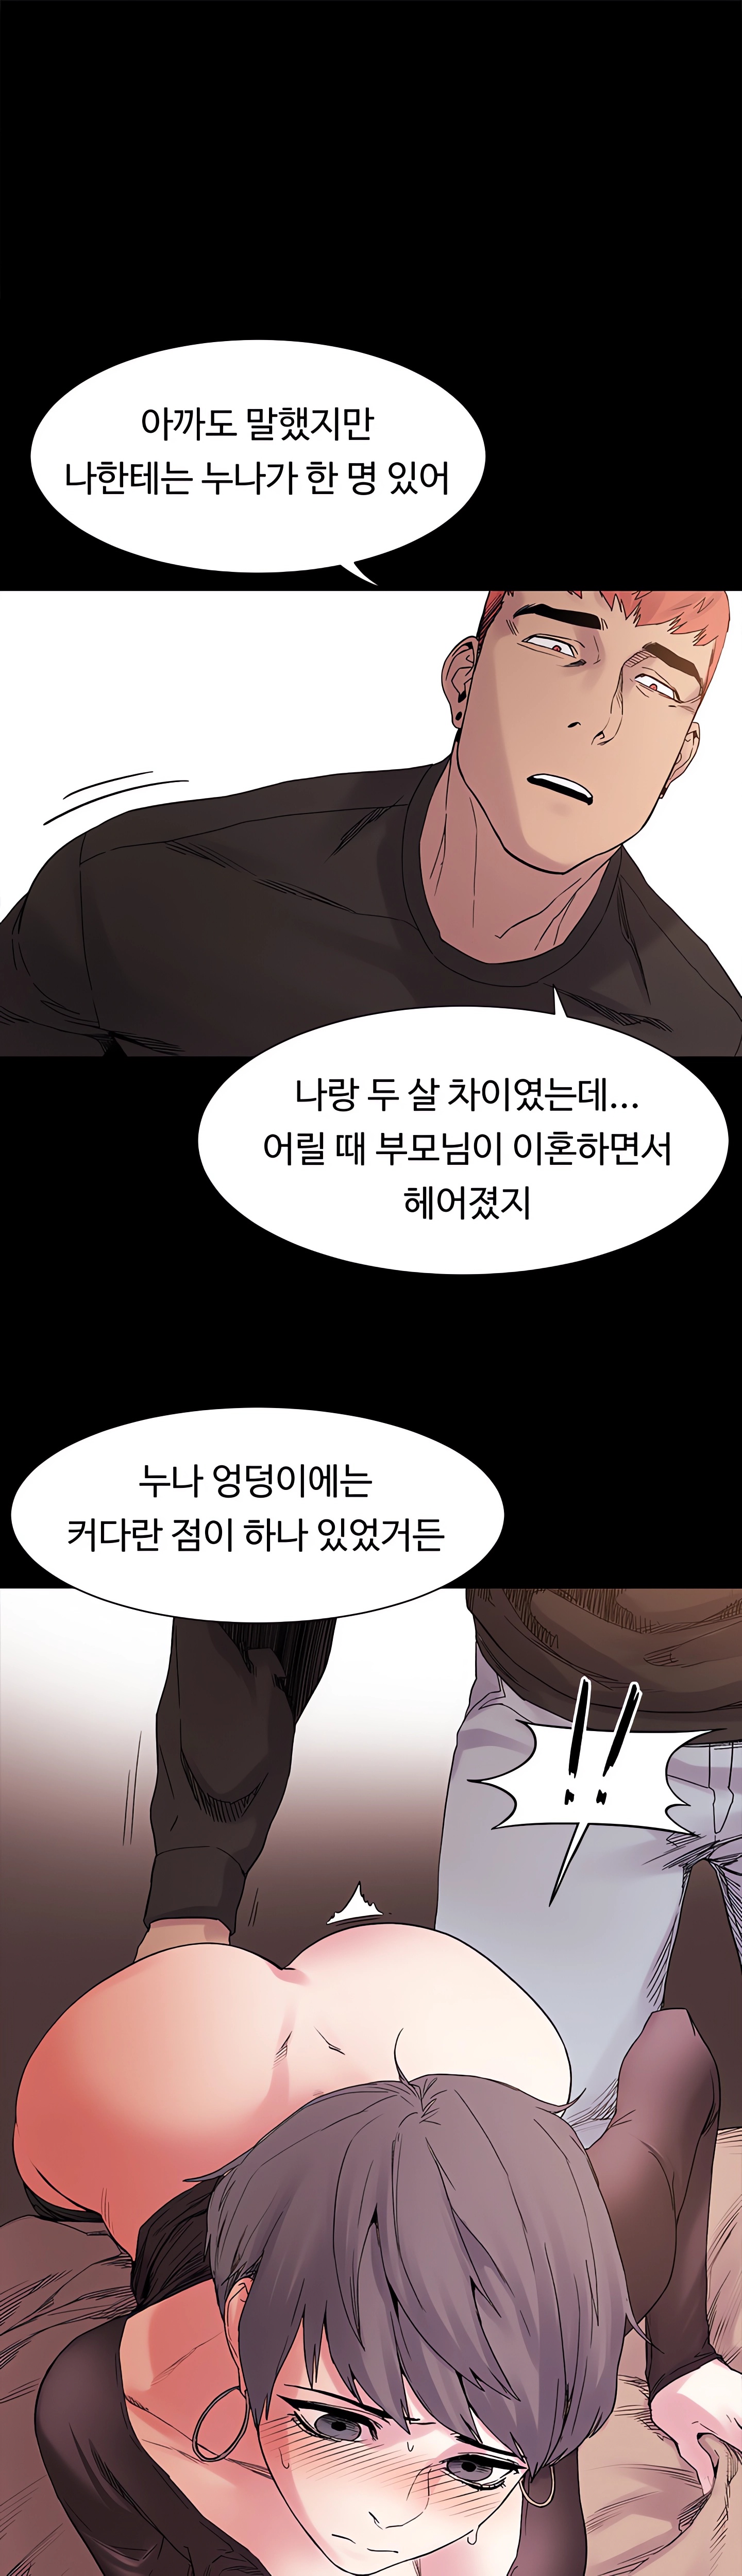 아까도 말했지만
나한테는 누나가 한 명 있어
나랑 두 살 차이였는데...
어릴 때 부모님이 이혼하면서
헤어졌지
누나 엉덩이에는
커다란 점이 하나 있었거든
!!